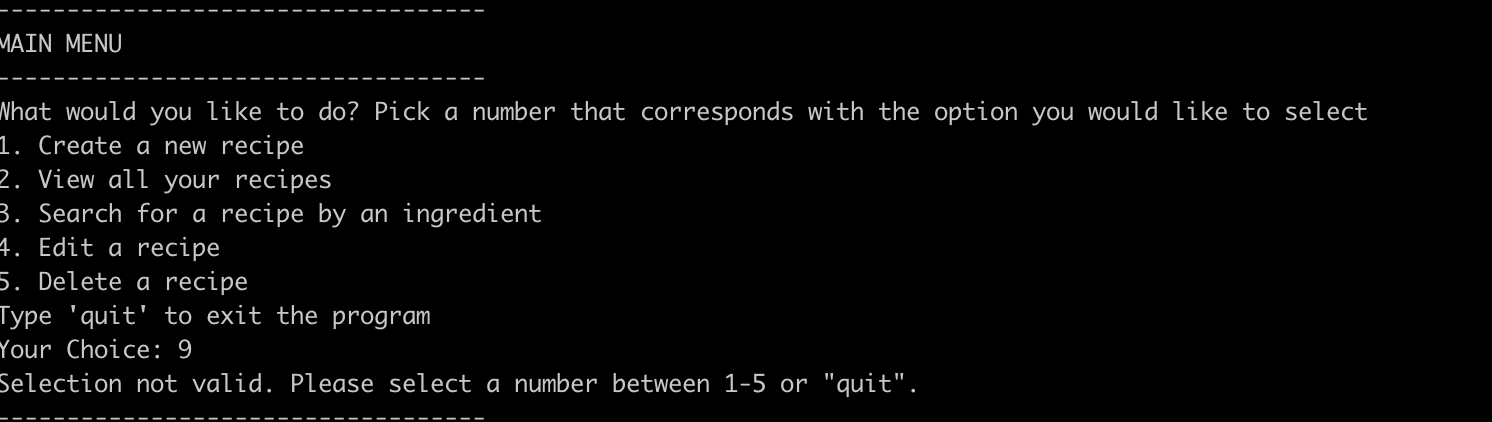 -----------------------------------
MAIN MENU
-----------------------------------
What would you like to do? Pick a number that corresponds with the option you would like to select
1. Create a new recipe
2. View all your recipes
3. Search for a recipe by an ingredient
4. Edit a recipe
5. Delete a recipe
Type 'quit' to exit the program
Your Choice: 9
Selection not valid. Please select a number between 1-5 or "quit".
-----------------------------------